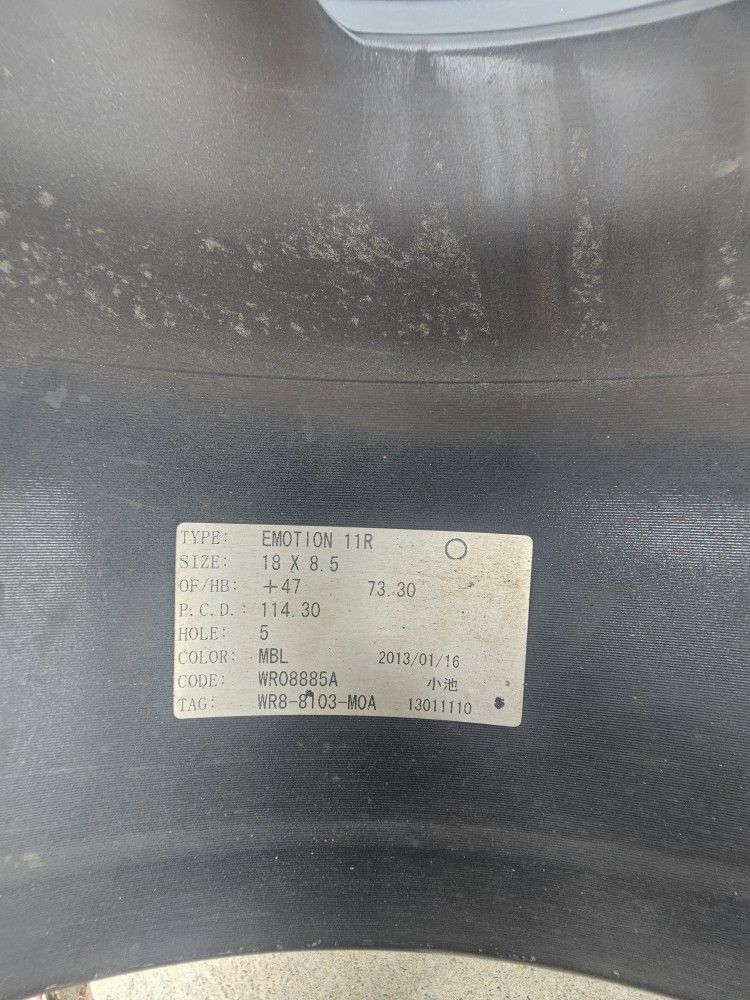 TYPE: EMOTION 11R
SIZE: 18 X 8.5
OF/HB: +47 73.30
P.C.D.: 114.30
HOLE: 5
COLOR: MBL 2013/01/16
CODE: WR08885A 小池
TAG: WR8-8103-M0A 13011110